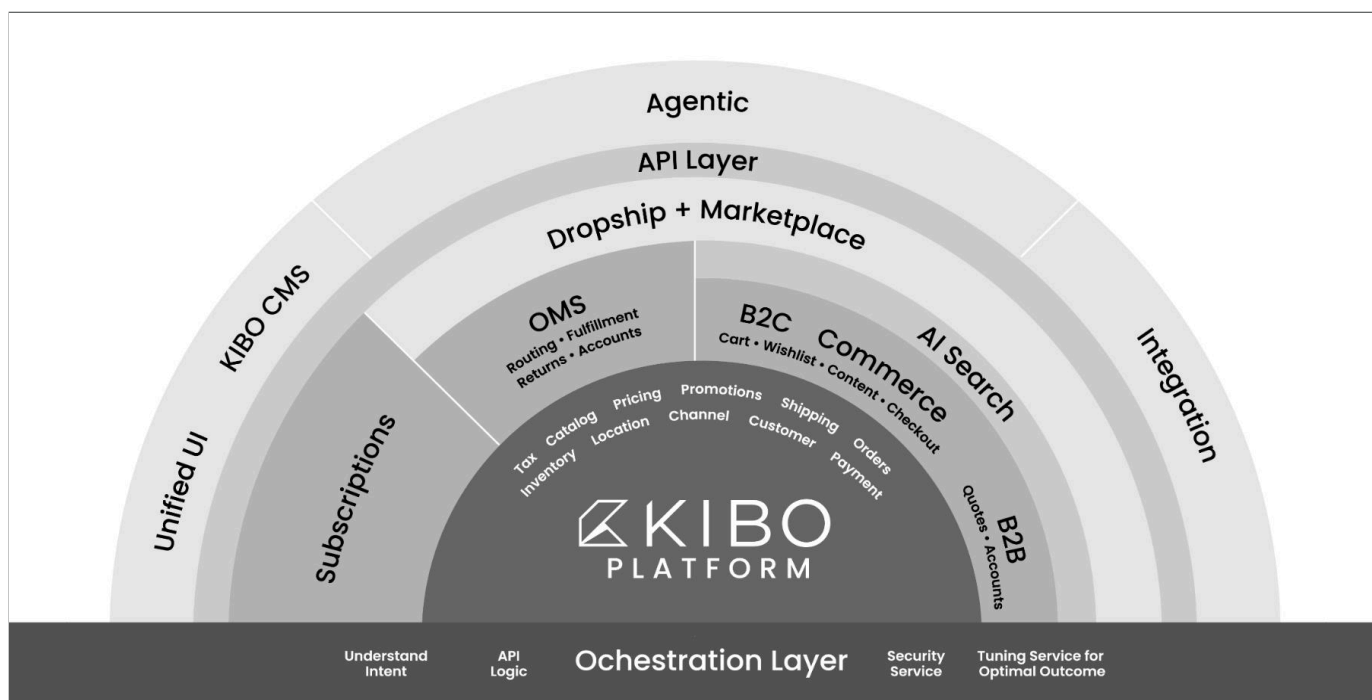 Agentic
API Layer
Dropship + Marketplace
KIBO CMS
Unified UI
Integration
Subscriptions
OMS
Routing • Fulfillment
Returns • Accounts
B2C Commerce
Cart • Wishlist • Content • Checkout
AI Search
B2B
Quotes • Accounts
Tax Catalog Pricing Promotions Shipping Orders
Inventory Location Channel Customer Payment
KIBO
PLATFORM
Understand
Intent
API
Logic
Ochestration Layer
Security
Service
Tuning Service for
Optimal Outcome